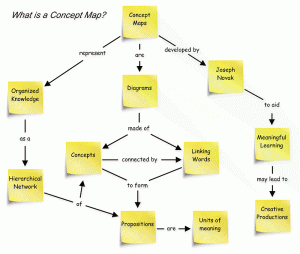 What is a Concept Map?
Concept
Maps
represent
are
developed by
Organized
Knowledge
Diagrams
Joseph
Novak
as a
made of
to aid
Hierarchical
Network
Concepts
connected by
Linking
Words
Meaningful
Learning
of
to form
may lead to
Propositions
are
Units of
meaning
Creative
Productions